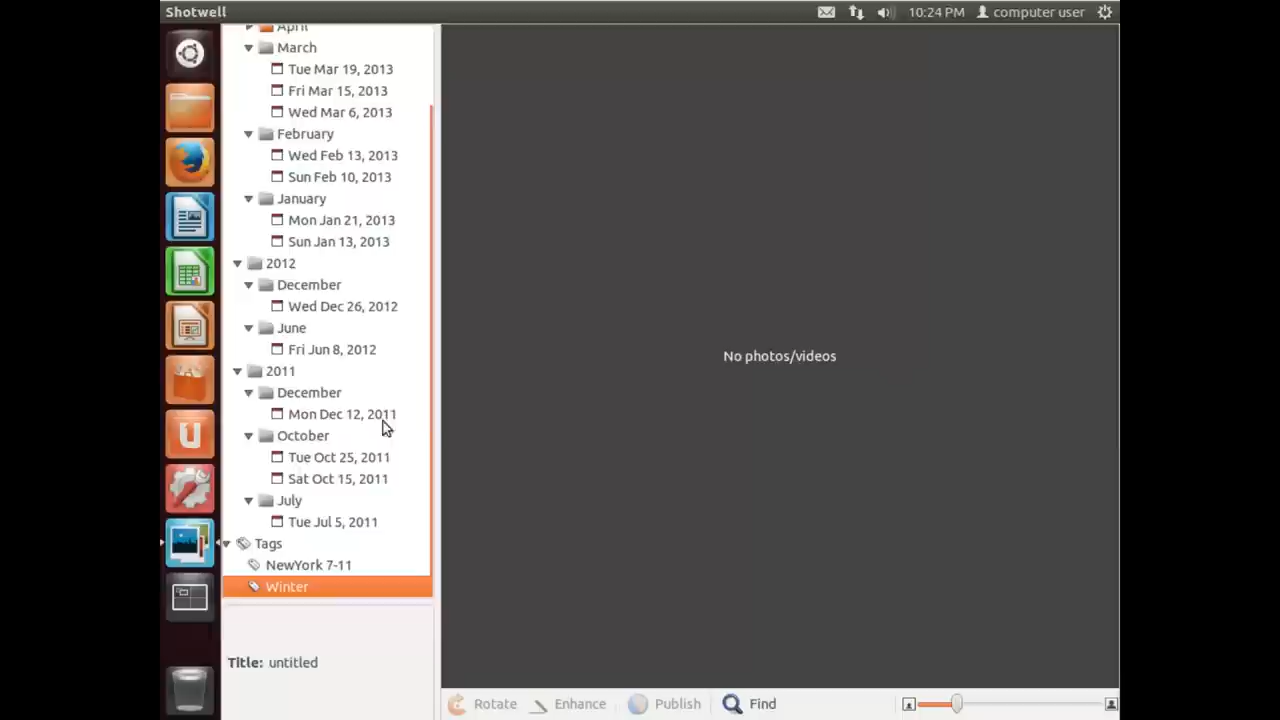 Shotwell
10:24 PM computer user
April
March
Tue Mar 19, 2013
Fri Mar 15, 2013
Wed Mar 6, 2013
February
Wed Feb 13, 2013
Sun Feb 10, 2013
January
Mon Jan 21, 2013
Sun Jan 13, 2013
2012
December
Wed Dec 26, 2012
June
Fri Jun 8, 2012
2011
December
Mon Dec 12, 2011
October
Tue Oct 25, 2011
Sat Oct 15, 2011
July
Tue Jul 5, 2011
Tags
NewYork 7-11
Winter
Title: untitled
No photos/videos
Rotate Enhance Publish Find